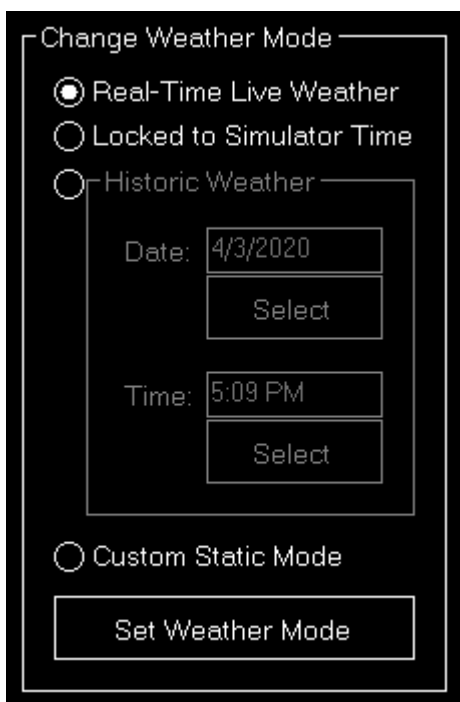 Change Weather Mode
Real-Time Live Weather
Locked to Simulator Time
Historic Weather
Date: 4/3/2020
Select
Time: 5:09 PM
Select
Custom Static Mode
Set Weather Mode